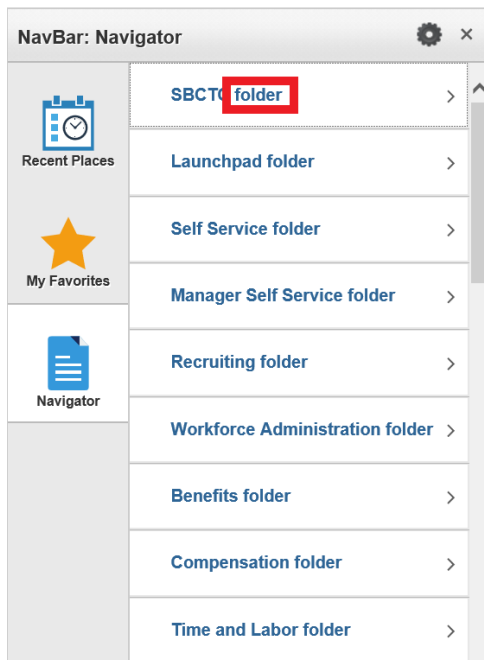 NavBar: Navigator
Recent Places
My Favorites
Navigator
SBCTC folder
Launchpad folder
Self Service folder
Manager Self Service folder
Recruiting folder
Workforce Administration folder
Benefits folder
Compensation folder
Time and Labor folder